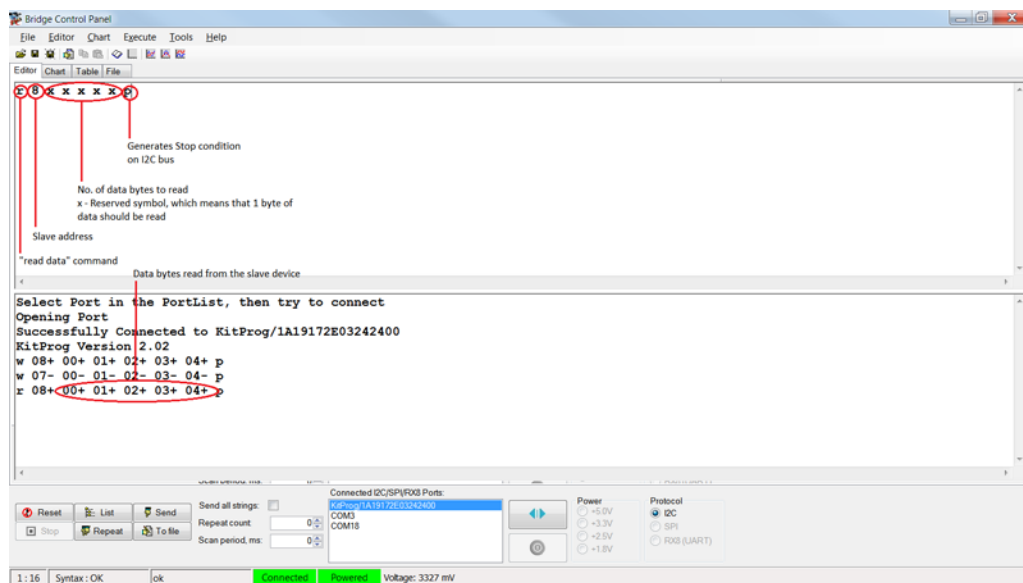 Bridge Control Panel
File Editor Chart Execute Tools Help
Editor Chart Table File
r 8 x x x x x p
Generates Stop condition
on I2C bus
No. of data bytes to read
x - Reserved symbol, which means that 1 byte of
data should be read
Slave address
"read data" command
Data bytes read from the slave device
Select Port in the PortList, then try to connect
Opening Port
Successfully Connected to KitProg/1A19172E03242400
KitProg Version 2.02
w 08+ 00+ 01+ 02+ 03+ 04+ p
w 07- 00- 01- 02- 03- 04- p
r 08+ 00+ 01+ 02+ 03+ 04+ p
Connected I2C/SPI/RX8 Ports:
Reset List Send
Stop Repeat To file
Send all strings:
Repeat count: 0
Scan period, ms: 0
KitProg/1A19172E03242400
COM3
COM18
Power
+5.0V
+3.3V
+2.5V
+1.8V
Protocol
I2C
SPI
RX8 (UART)
1 : 16 Syntax : OK ok Connected Powered Voltage: 3327 mV